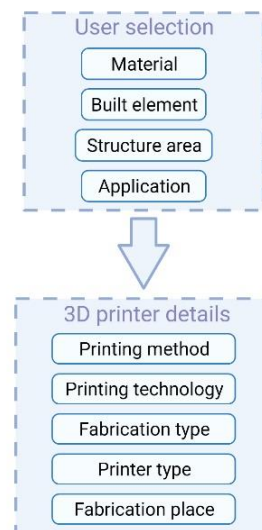 User selection
Material
Built element
Structure area
Application
3D printer details
Printing method
Printing technology
Fabrication type
Printer type
Fabrication place